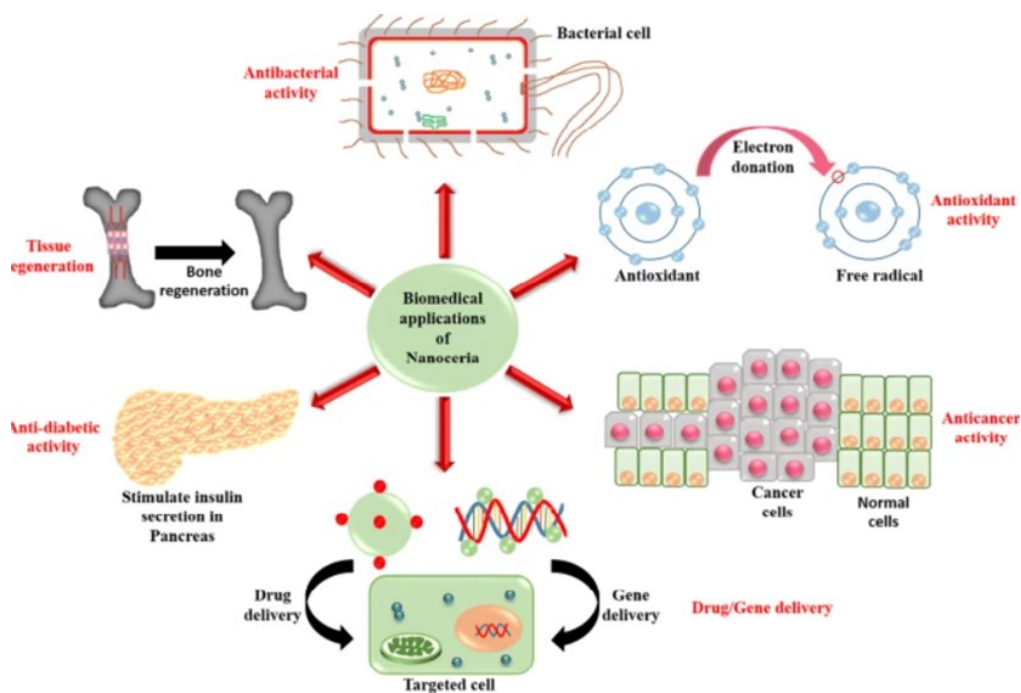 Bacterial cell
Antibacterial
activity
Electron
donation
Antioxidant
activity
Antioxidant
Free radical
Tissue
regeneration
Bone
regeneration
Biomedical
applications
of
Nanoceria
Anti-diabetic
activity
Stimulate insulin
secretion in
Pancreas
Anticancer
activity
Cancer
cells
Normal
cells
Drug
delivery
Gene
delivery
Drug/Gene delivery
Targeted cell